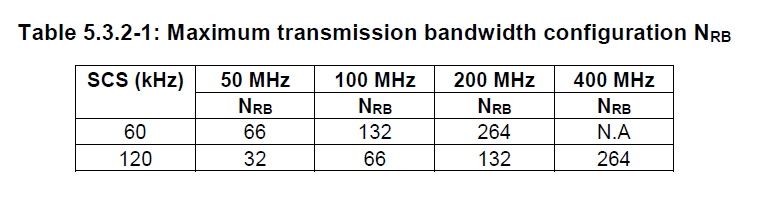 Table 5.3.2-1: Maximum transmission bandwidth configuration NRB
SCS (kHz) 50 MHz 100 MHz 200 MHz 400 MHz
NRB NRB NRB NRB
60 66 132 264 N.A
120 32 66 132 264